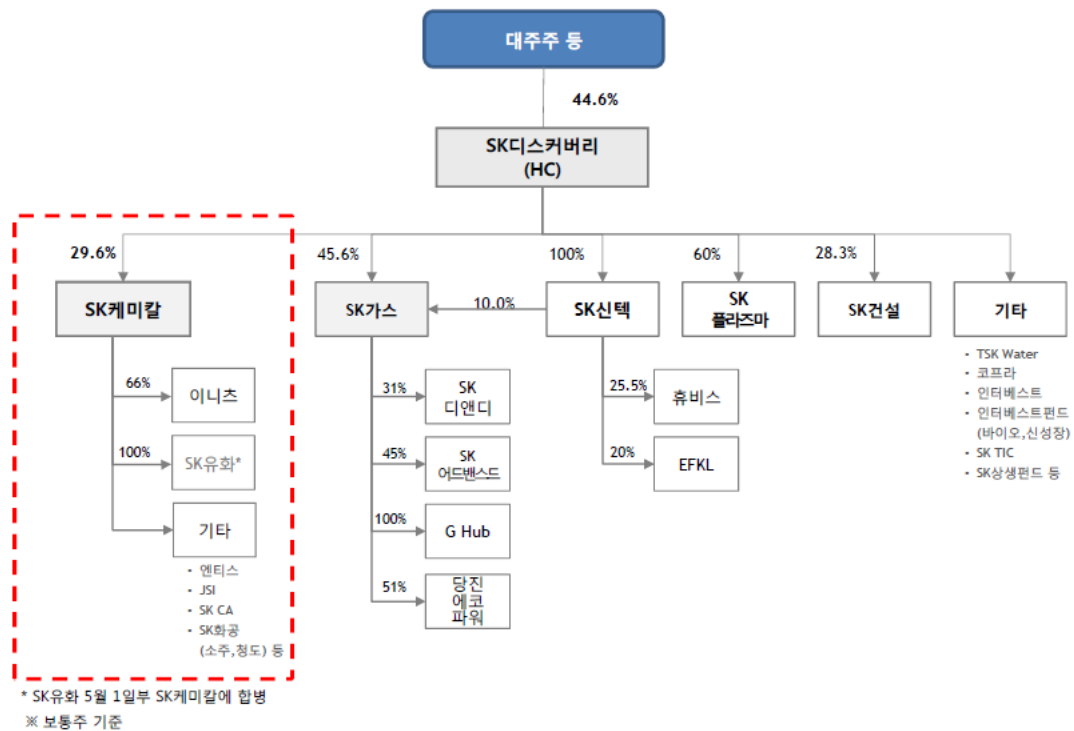 대주주 등
44.6%
SK디스커버리
(HC)
29.6%
45.6%
100%
60%
28.3%
SK케미칼
SK가스
10.0%
SK신텍
SK
플라즈마
SK건설
기타
• TSK Water
• 코프라
• 인터베스트
• 인터베스트펀드
(바이오,신성장)
• SK TIC
• SK상생펀드 등
66%
이니츠
100%
SK유화*
기타
• 엔티스
• JSI
• SK CA
• SK화공
(소주,청도) 등
31%
SK
디앤디
45%
SK
어드밴스드
100%
G Hub
51%
당진
에코
파워
25.5%
휴비스
20%
EFKL
* SK유화 5월 1일부 SK케미칼에 합병
※ 보통주 기준